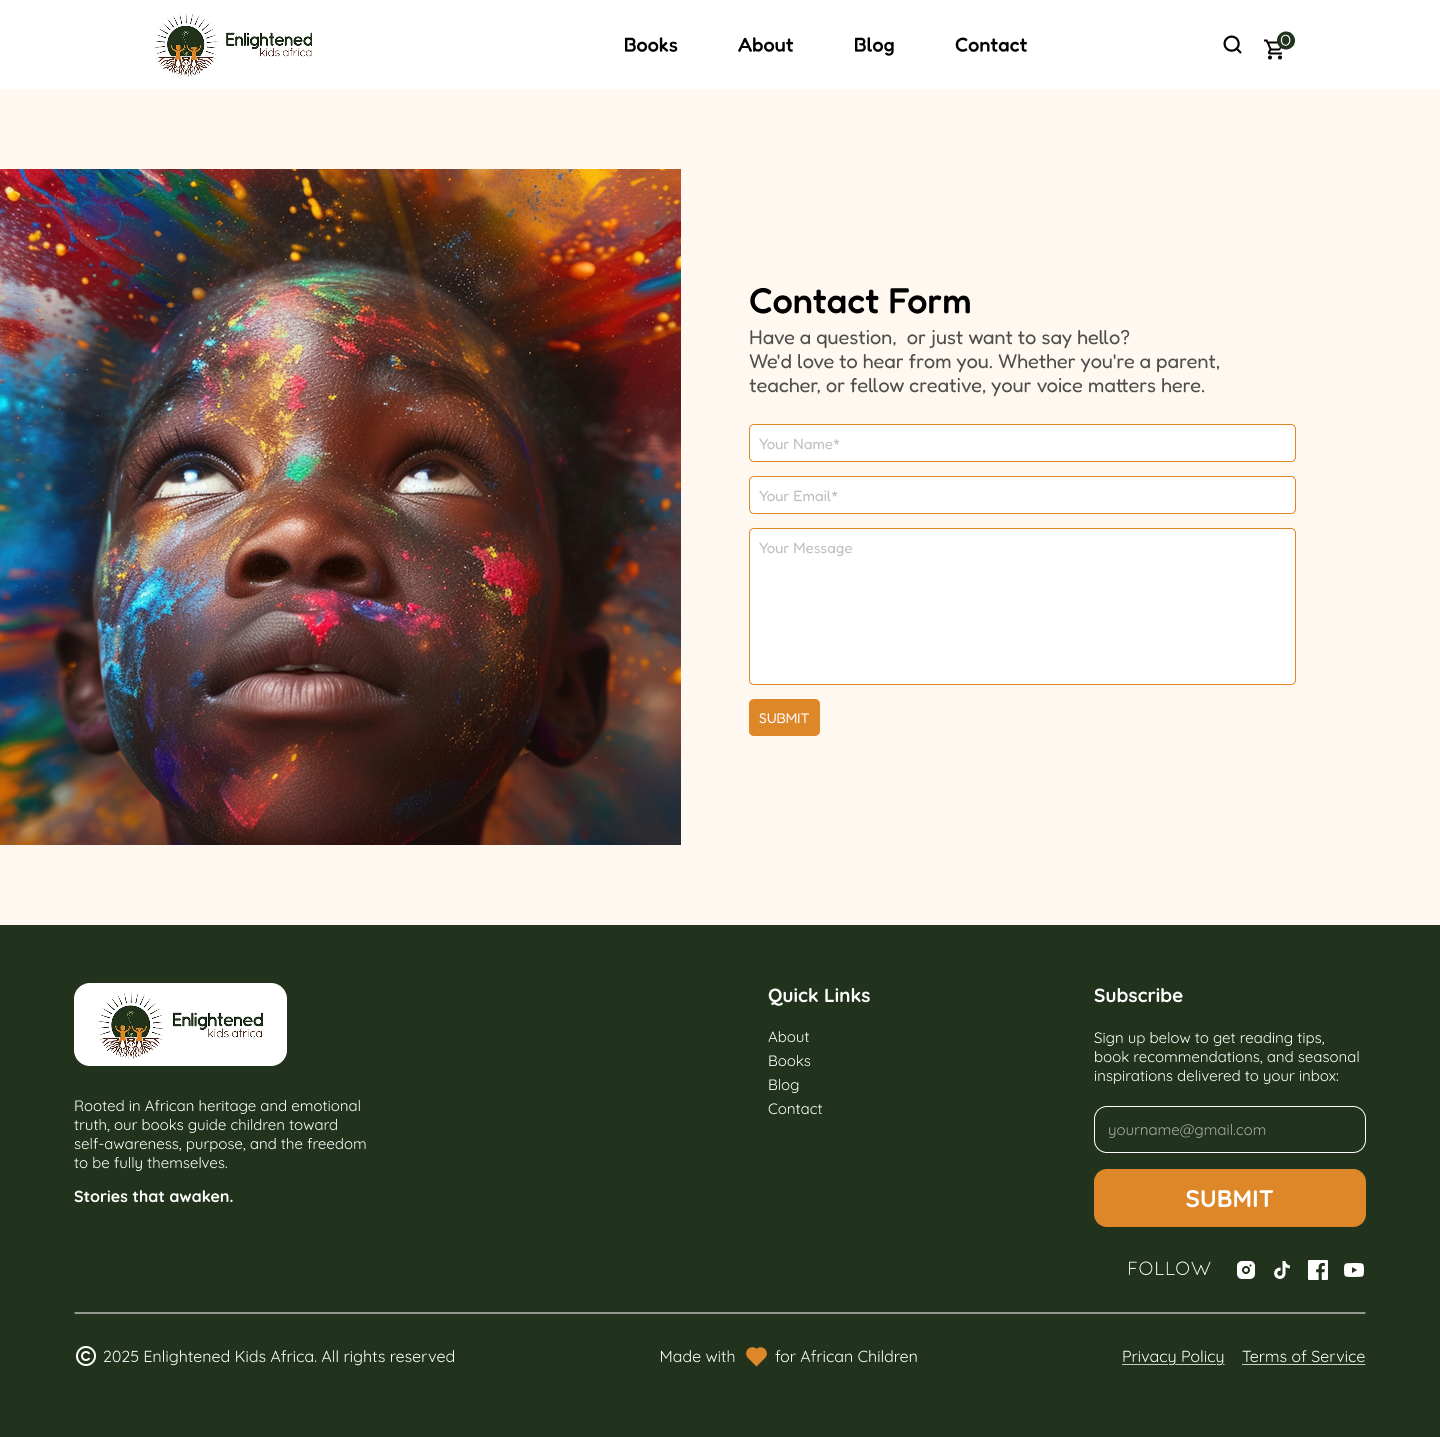 Enlightened
kids africa
Books
About
Blog
Contact
0
Contact Form
Have a question,  or just want to say hello?
We'd love to hear from you. Whether you're a parent,
teacher, or fellow creative, your voice matters here.
Your Name*
Your Email*
Your Message
SUBMIT
Enlightened
kids africa
Rooted in African heritage and emotional
truth, our books guide children toward
self-awareness, purpose, and the freedom
to be fully themselves.
Stories that awaken.
Quick Links
About
Books
Blog
Contact
Subscribe
Sign up below to get reading tips,
book recommendations, and seasonal
inspirations delivered to your inbox:
yourname@gmail.com
SUBMIT
FOLLOW
© 2025 Enlightened Kids Africa. All rights reserved
Made with 🧡 for African Children
Privacy Policy
Terms of Service